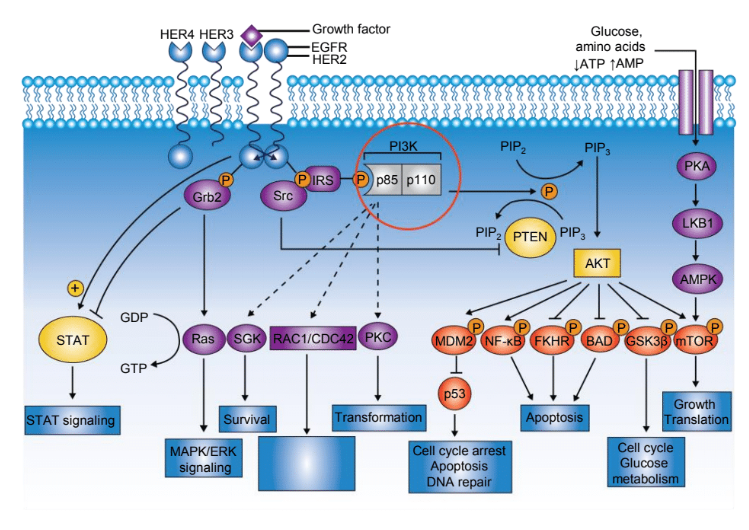 Growth factor
HER4 HER3
EGFR
HER2
Glucose,
amino acids
↓ATP ↑AMP
PI3K
PIP2
PIP3
P
P
P
IRS
p85
p110
P
Grb2
Src
PKA
PIP2
PTEN
PIP3
LKB1
AKT
AMPK
+
GDP
GTP
STAT
Ras
SGK
RAC1/CDC42
PKC
P
P
P
P
P
P
MDM2
NF-κB
FKHR
BAD
GSK3β
mTOR
p53
STAT signaling
Survival
Transformation
Apoptosis
Growth
Translation
MAPK/ERK
signaling
Cell cycle arrest
Apoptosis
DNA repair
Cell cycle
Glucose
metabolism